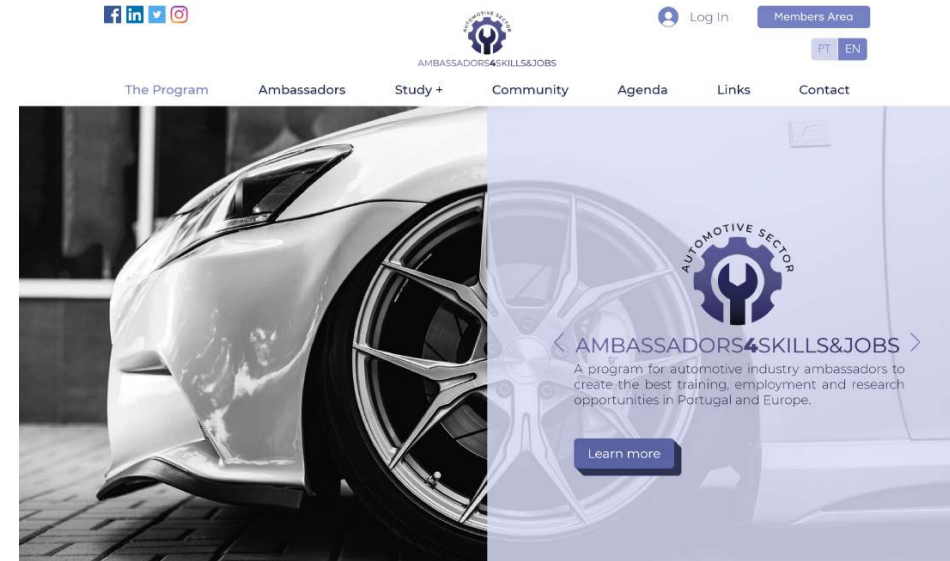 Log In
Members Area
PT EN
AUTOMOTIVE SECTOR
AMBASSADORS4SKILLS&JOBS
The Program Ambassadors Study + Community Agenda Links Contact
AUTOMOTIVE SECTOR
AMBASSADORS4SKILLS&JOBS
A program for automotive industry ambassadors to
create the best training, employment and research
opportunities in Portugal and Europe.
Learn more